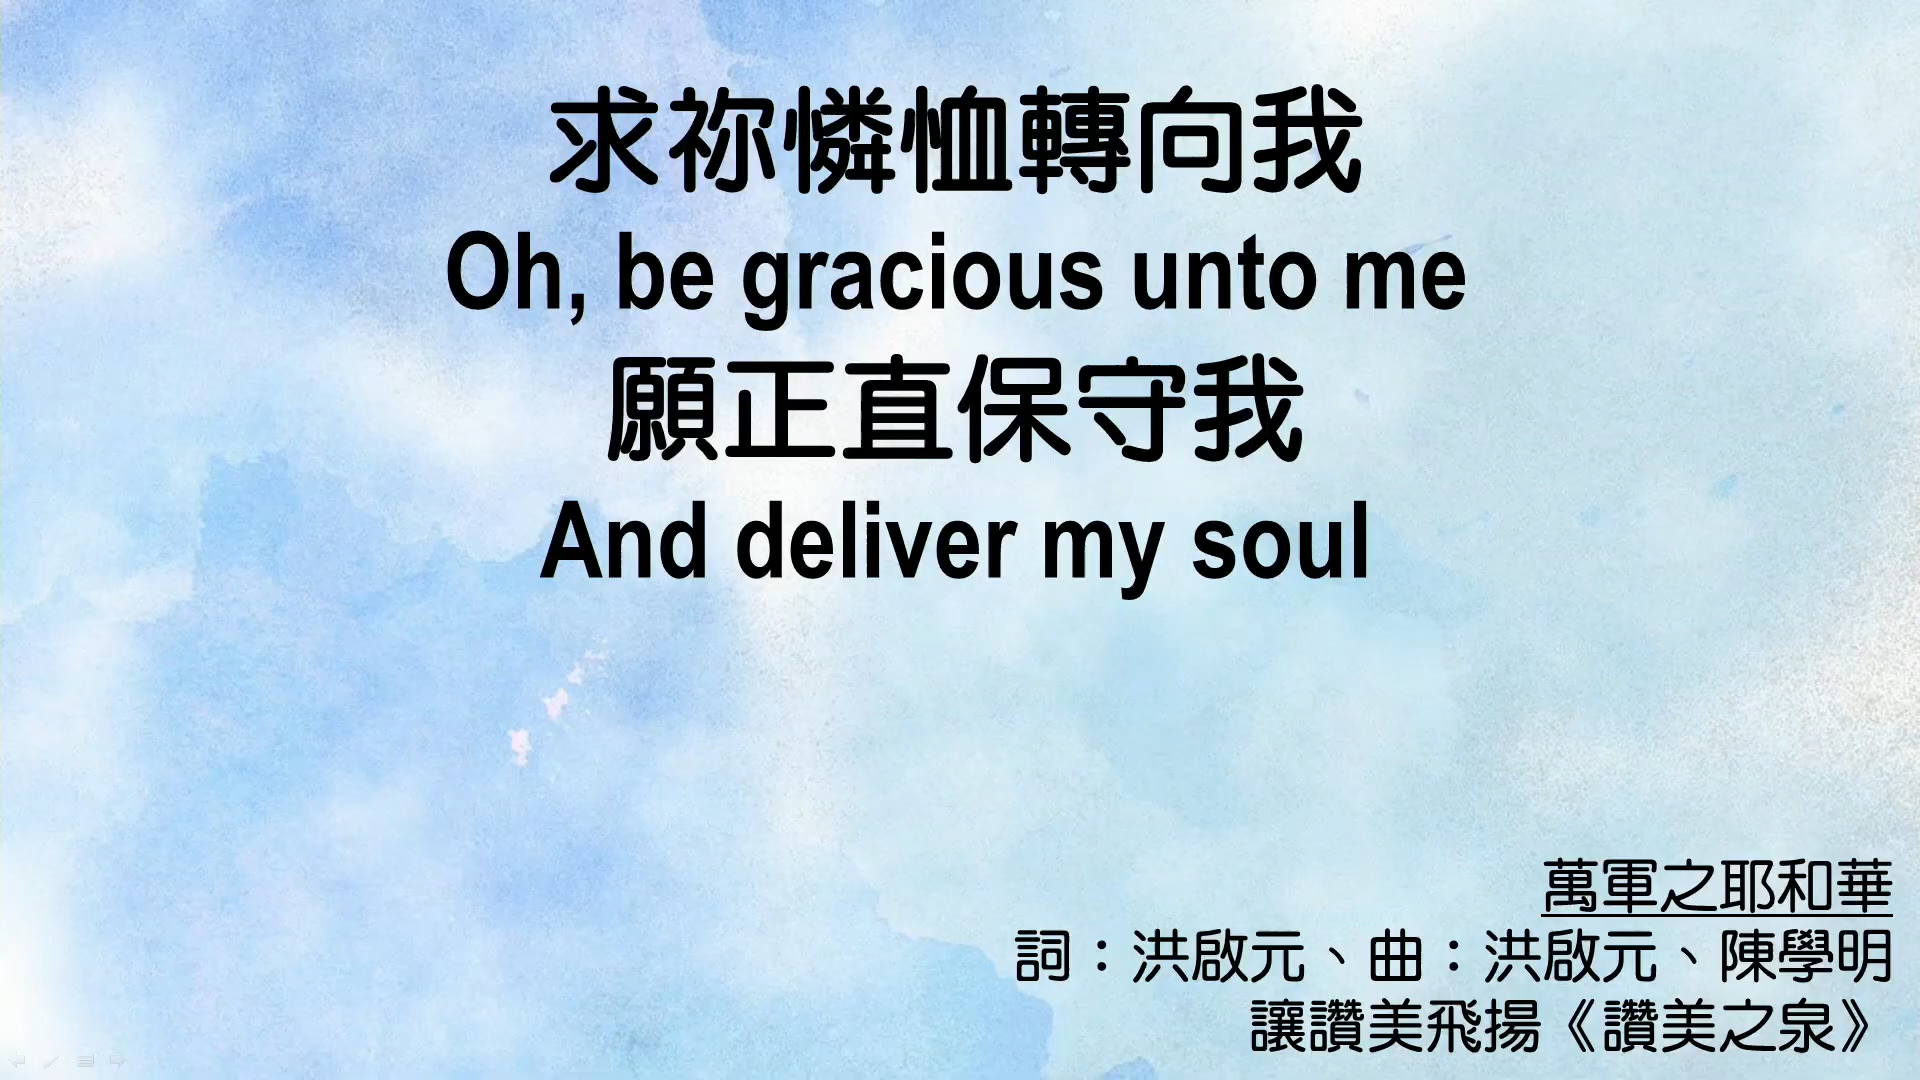 求祢憐恤轉向我
Oh, be gracious unto me
願正直保守我
And deliver my soul
萬軍之耶和華
詞：洪啟元、曲：洪啟元、陳學明
讓讚美飛揚《讚美之泉》